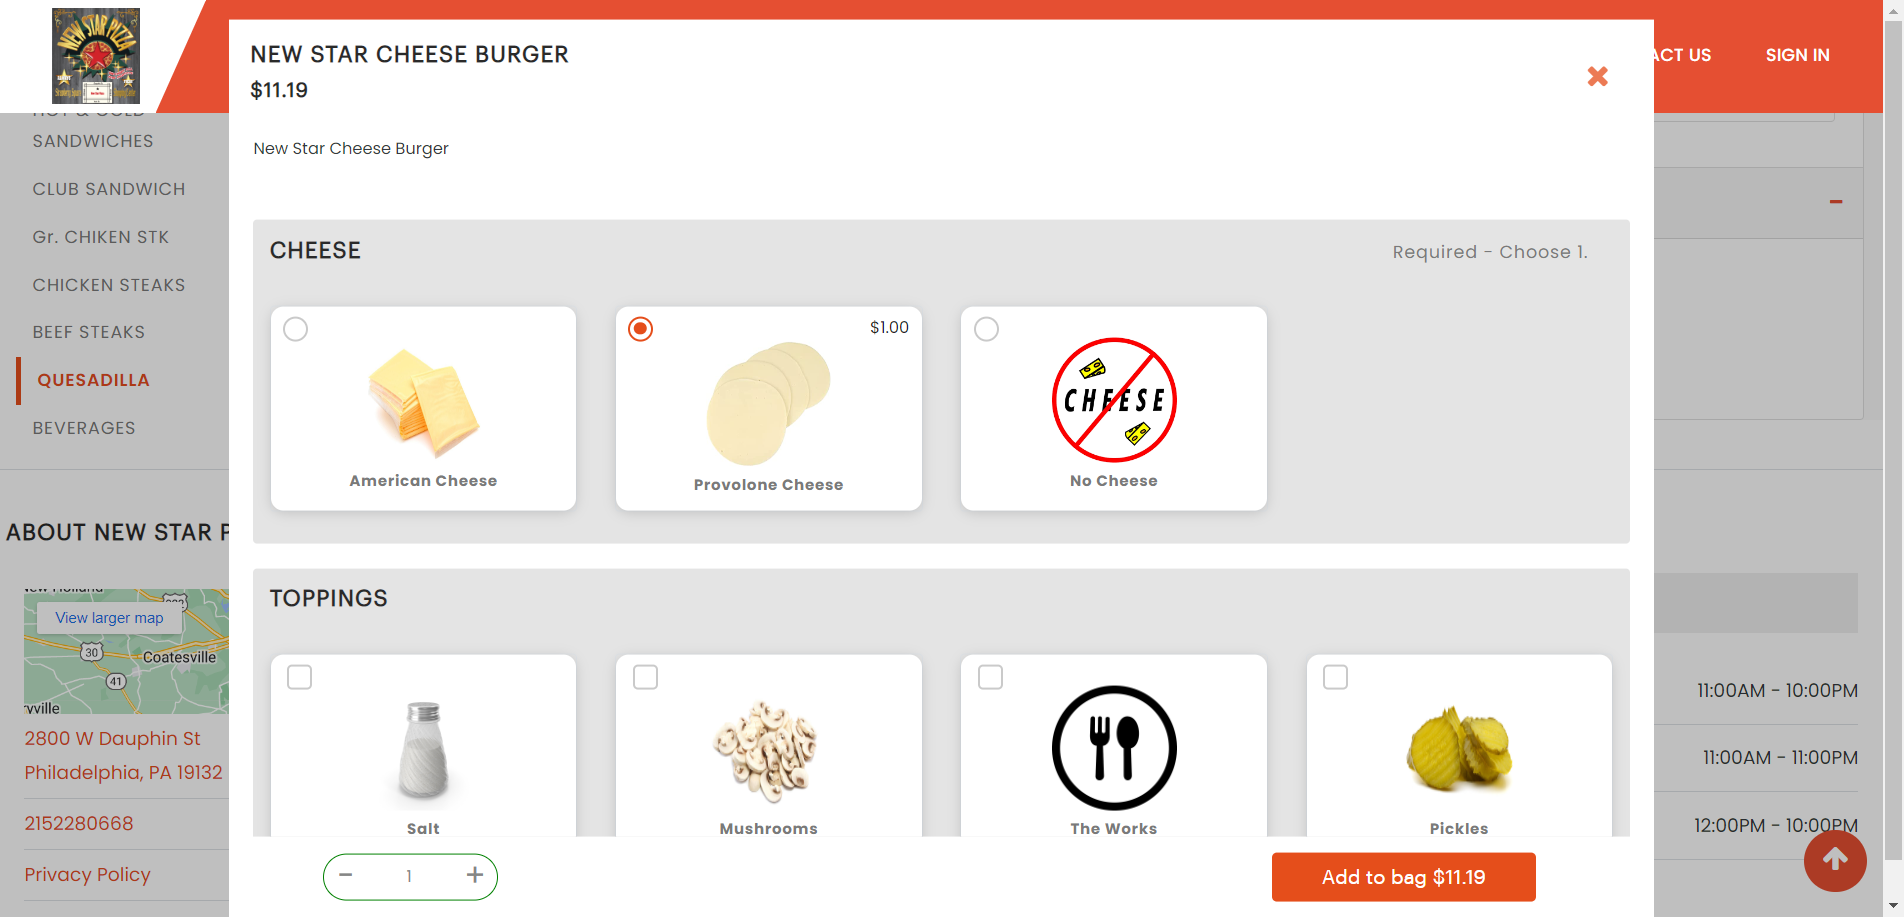 NEW STAR PIZZA
ACT US
SIGN IN
NEW STAR CHEESE BURGER
$11.19
New Star Cheese Burger
SANDWICHES
CLUB SANDWICH
Gr. CHIKEN STK
CHICKEN STEAKS
BEEF STEAKS
QUESADILLA
BEVERAGES
CHEESE
Required - Choose 1.
$1.00
CHEESE
American Cheese
Provolone Cheese
No Cheese
ABOUT NEW STAR P
View larger map
30
Coatesville
41
ryville
2800 W Dauphin St
Philadelphia, PA 19132
2152280668
Privacy Policy
TOPPINGS
Salt
Mushrooms
The Works
Pickles
11:00AM - 10:00PM
11:00AM - 11:00PM
12:00PM - 10:00PM
− 1 +
Add to bag $11.19